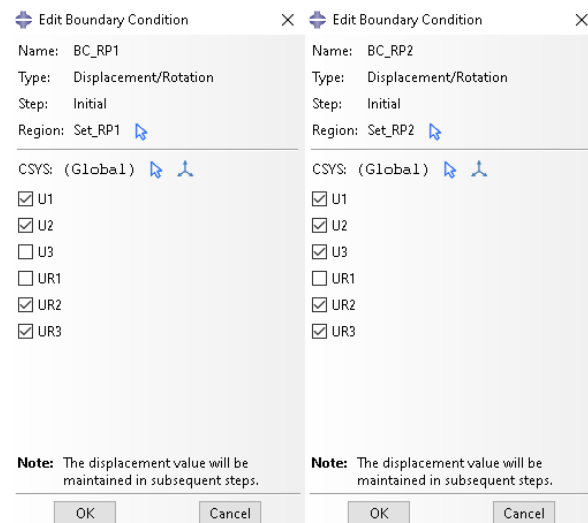 Edit Boundary Condition
Name: BC_RP1
Type: Displacement/Rotation
Step: Initial
Region: Set_RP1
CSYS: (Global)
U1
U2
U3
UR1
UR2
UR3
Note: The displacement value will be
maintained in subsequent steps.
OK Cancel
Edit Boundary Condition
Name: BC_RP2
Type: Displacement/Rotation
Step: Initial
Region: Set_RP2
CSYS: (Global)
U1
U2
U3
UR1
UR2
UR3
Note: The displacement value will be
maintained in subsequent steps.
OK Cancel